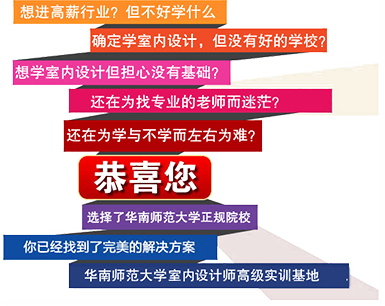 想进高薪行业？但不好学什么
确定学室内设计，但没有好的学校？
想学室内设计但担心没有基础？
还在为找专业的老师而迷茫？
还在为学与不学而左右为难？
恭喜您
选择了华南师范大学正规院校
你已经找到了完美的解决方案
华南师范大学室内设计师高级实训基地